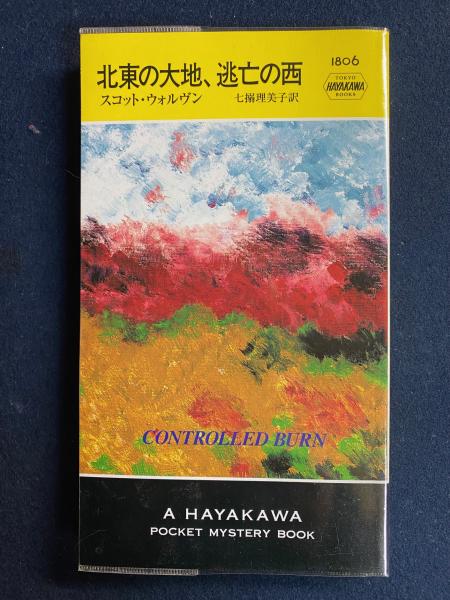 1806
北東の大地、逃亡の西
スコット・ウォルヴン 七搦理美子訳
TOKYO
HAYAKAWA
BOOKS
CONTROLLED BURN
A HAYAKAWA
POCKET MYSTERY BOOK